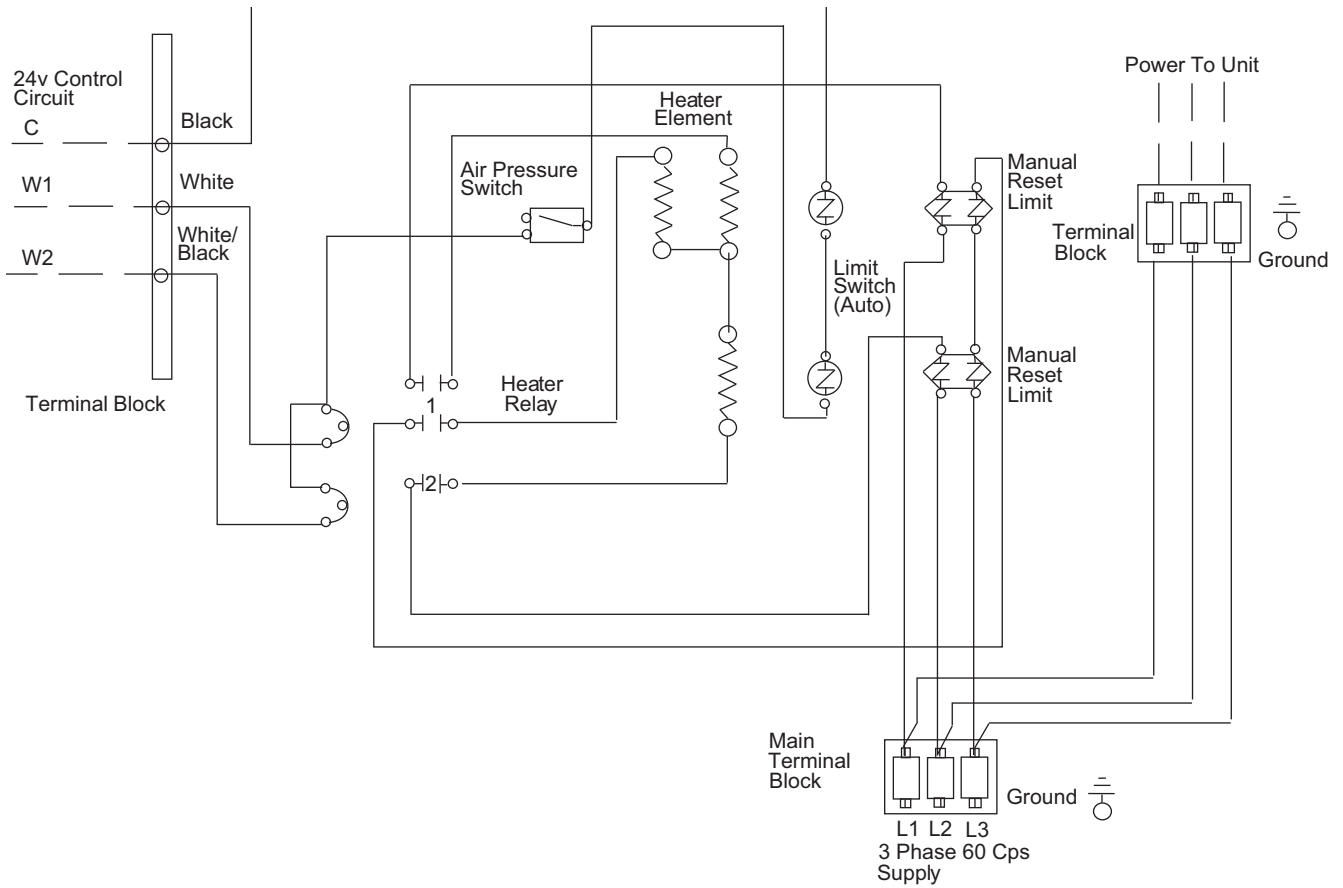 24v Control
Circuit
C
W1
W2
Black
White
White/
Black
Terminal Block
Air Pressure
Switch
Heater
Element
1
Heater
Relay
2
Limit
Switch
(Auto)
Manual
Reset
Limit
Manual
Reset
Limit
Power To Unit
Terminal
Block
Ground
Main
Terminal
Block
Ground
L1 L2 L3
3 Phase 60 Cps
Supply